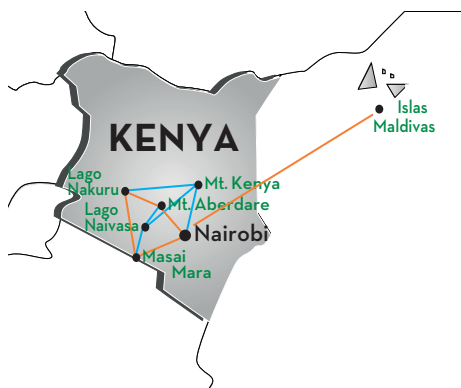 KENYA
Islas
Maldivas
Lago
Nakuru
Mt. Kenya
Mt. Aberdare
Lago
Naivasa
Nairobi
Masai
Mara